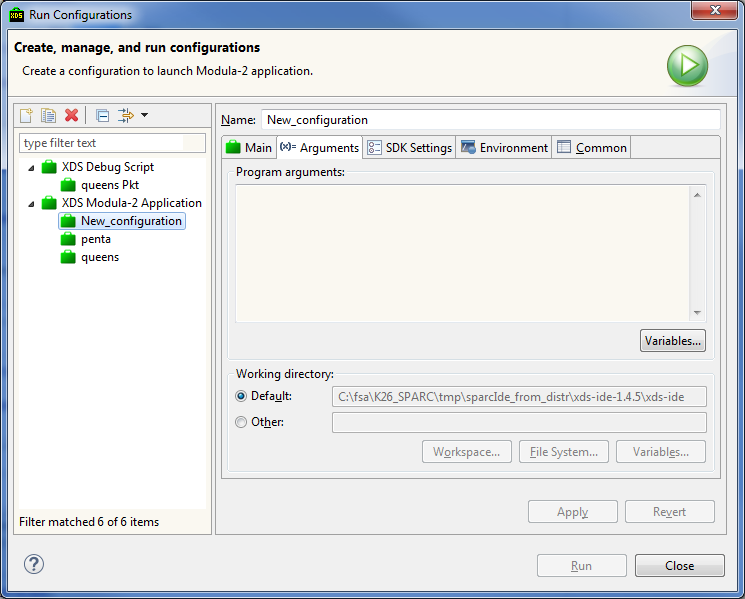 XDS Run Configurations
Create, manage, and run configurations
Create a configuration to launch Modula-2 application.
type filter text
XDS Debug Script
queens Pkt
XDS Modula-2 Application
New_configuration
penta
queens
Filter matched 6 of 6 items
Name: New_configuration
Main (x)= Arguments SDK Settings Environment Common
Program arguments:
Variables...
Working directory:
Default: C:\fsa\K26_SPARC\tmp\sparcIde_from_distr\xds-ide-1.4.5\xds-ide
Other:
Workspace... File System... Variables...
Apply Revert
? Run Close